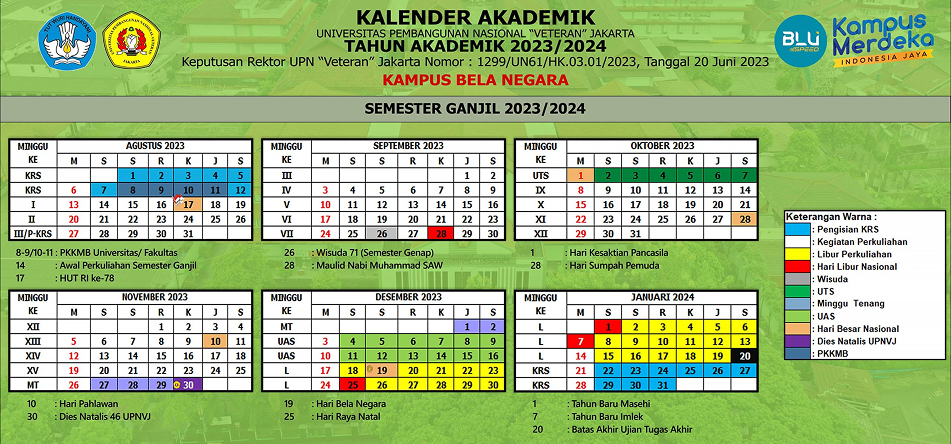 KALENDER AKADEMIK
UNIVERSITAS PEMBANGUNAN NASIONAL "VETERAN" JAKARTA
TAHUN AKADEMIK 2023/2024
Keputusan Rektor UPN "Veteran" Jakarta Nomor : 1299/UN61/HK.03.01/2023, Tanggal 20 Juni 2023
KAMPUS BELA NEGARA
BLU
SPEED
Kampus
Merdeka
INDONESIA JAYA
SEMESTER GANJIL 2023/2024
MINGGU KE AGUSTUS 2023
M S S R K J S
KRS 1 2 3 4 5
KRS 6 7 8 9 10 11 12
I 13 14 15 16 17 18 19
II 20 21 22 23 24 25 26
III/P-KRS 27 28 29 30 31
8-9/10-11 : PKKMB Universitas/ Fakultas
14 : Awal Perkuliahan Semester Ganjil
17 : HUT RI ke-78
MINGGU KE SEPTEMBER 2023
M S S R K J S
III 1 2
IV 3 4 5 6 7 8 9
V 10 11 12 13 14 15 16
VI 17 18 19 20 21 22 23
VII 24 25 26 27 28 29 30
26 : Wisuda 71 (Semester Genap)
28 : Maulid Nabi Muhammad SAW
MINGGU KE OKTOBER 2023
M S S R K J S
UTS 1 2 3 4 5 6 7
IX 8 9 10 11 12 13 14
X 15 16 17 18 19 20 21
XI 22 23 24 25 26 27 28
XII 29 30 31
1 : Hari Kesaktian Pancasila
28 : Hari Sumpah Pemuda
MINGGU KE NOVEMBER 2023
M S S R K J S
XII 1 2 3 4
XIII 5 6 7 8 9 10 11
XIV 12 13 14 15 16 17 18
XV 19 20 21 22 23 24 25
MT 26 27 28 29 30
10 : Hari Pahlawan
30 : Dies Natalis 46 UPNVJ
MINGGU KE DESEMBER 2023
M S S R K J S
MT 1 2
UAS 3 4 5 6 7 8 9
UAS 10 11 12 13 14 15 16
L 17 18 19 20 21 22 23
L 24 25 26 27 28 29 30
19 : Hari Bela Negara
25 : Hari Raya Natal
MINGGU KE JANUARI 2024
M S S R K J S
L 1 2 3 4 5 6
L 7 8 9 10 11 12 13
L 14 15 16 17 18 19 20
KRS 21 22 23 24 25 26 27
KRS 28 29 30 31
1 : Tahun Baru Masehi
7 : Tahun Baru Imlek
20 : Batas Akhir Ujian Tugas Akhir
Keterangan Warna :
: Pengisian KRS
: Kegiatan Perkuliahan
: Libur Perkuliahan
: Hari Libur Nasional
: Wisuda
: UTS
: Minggu Tenang
: UAS
: Hari Besar Nasional
: Dies Natalis UPNVJ
: PKKMB